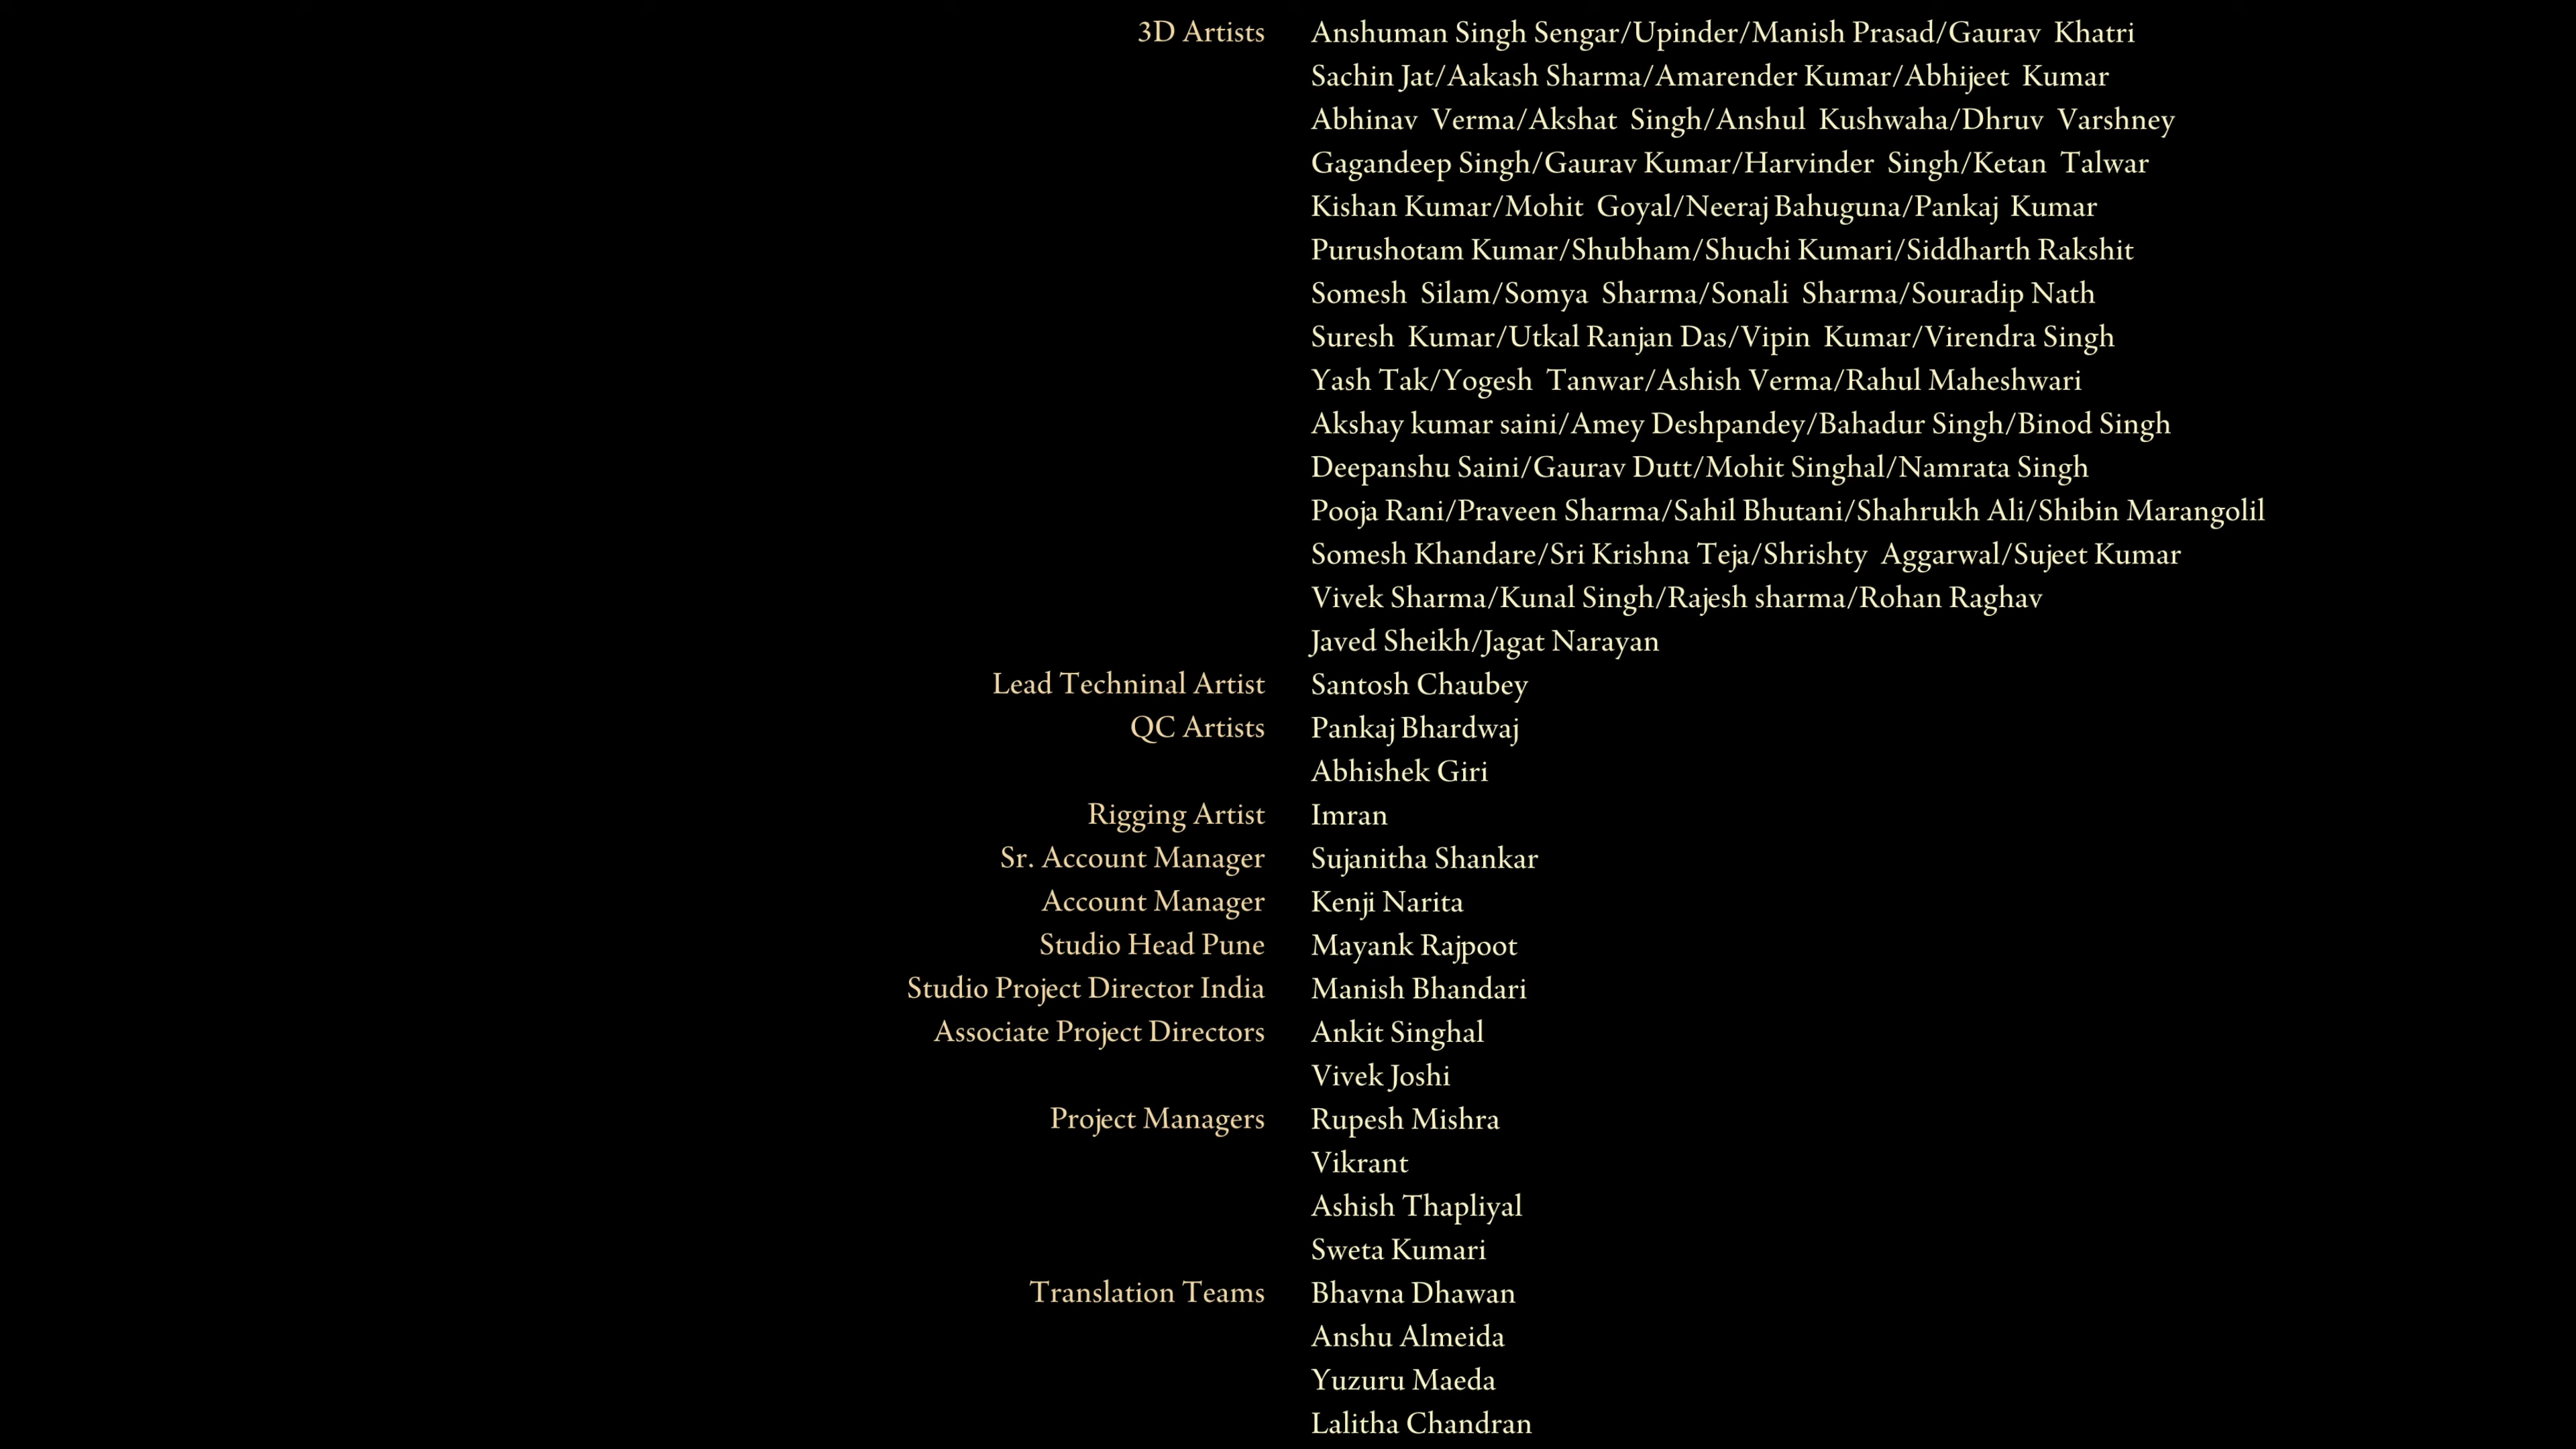 3D Artists Anshuman Singh Sengar/Upinder/Manish Prasad/Gaurav  Khatri
Sachin Jat/Aakash Sharma/Amarender Kumar/Abhijeet  Kumar
Abhinav  Verma/Akshat  Singh/Anshul  Kushwaha/Dhruv  Varshney
Gagandeep Singh/Gaurav Kumar/Harvinder  Singh/Ketan  Talwar
Kishan Kumar/Mohit  Goyal/Neeraj Bahuguna/Pankaj  Kumar
Purushotam Kumar/Shubham/Shuchi Kumari/Siddharth Rakshit
Somesh  Silam/Somya  Sharma/Sonali  Sharma/Souradip Nath
Suresh  Kumar/Utkal Ranjan Das/Vipin  Kumar/Virendra Singh
Yash Tak/Yogesh  Tanwar/Ashish Verma/Rahul Maheshwari
Akshay kumar saini/Amey Deshpandey/Bahadur Singh/Binod Singh
Deepanshu Saini/Gaurav Dutt/Mohit Singhal/Namrata Singh
Pooja Rani/Praveen Sharma/Sahil Bhutani/Shahrukh Ali/Shibin Marangolil
Somesh Khandare/Sri Krishna Teja/Shrishty  Aggarwal/Sujeet Kumar
Vivek Sharma/Kunal Singh/Rajesh sharma/Rohan Raghav
Javed Sheikh/Jagat Narayan
Lead Techninal Artist Santosh Chaubey
QC Artists Pankaj Bhardwaj
Abhishek Giri
Rigging Artist Imran
Sr. Account Manager Sujanitha Shankar
Account Manager Kenji Narita
Studio Head Pune Mayank Rajpoot
Studio Project Director India Manish Bhandari
Associate Project Directors Ankit Singhal
Vivek Joshi
Project Managers Rupesh Mishra
Vikrant
Ashish Thapliyal
Sweta Kumari
Translation Teams Bhavna Dhawan
Anshu Almeida
Yuzuru Maeda
Lalitha Chandran